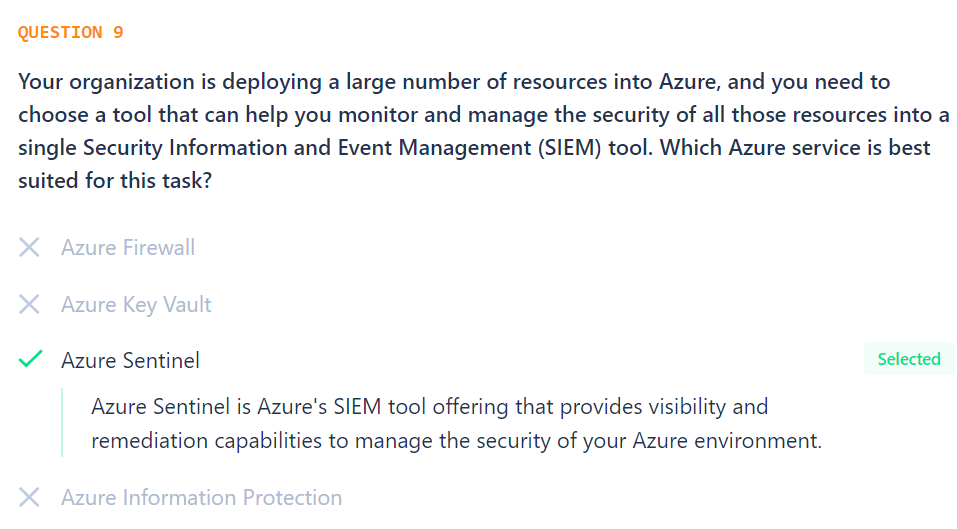 QUESTION 9
Your organization is deploying a large number of resources into Azure, and you need to
choose a tool that can help you monitor and manage the security of all those resources into a
single Security Information and Event Management (SIEM) tool. Which Azure service is best
suited for this task?
Azure Firewall
Azure Key Vault
Azure Sentinel
Selected
Azure Sentinel is Azure's SIEM tool offering that provides visibility and
remediation capabilities to manage the security of your Azure environment.
Azure Information Protection